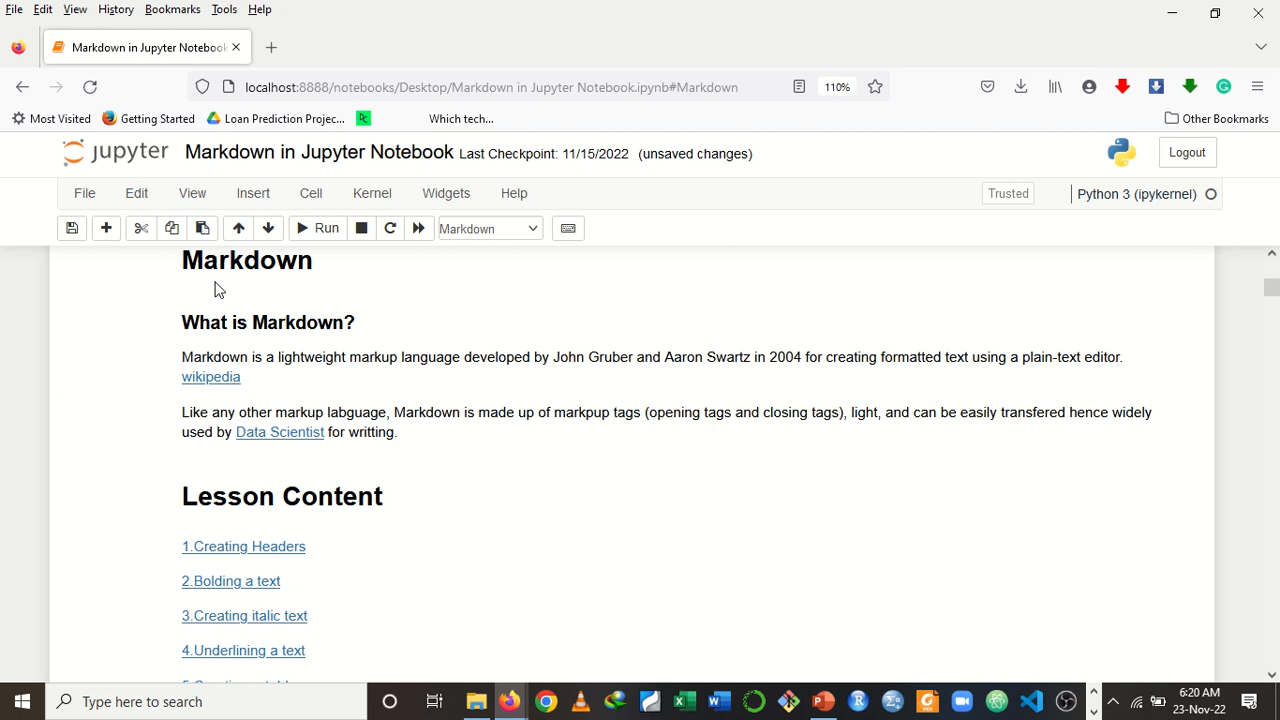 File Edit View History Bookmarks Tools Help
Markdown in Jupyter Notebook
localhost:8888/notebooks/Desktop/Markdown in Jupyter Notebook.ipynb#Markdown 110%
Most Visited Getting Started Loan Prediction Projec... Which tech... Other Bookmarks
jupyter Markdown in Jupyter Notebook Last Checkpoint: 11/15/2022 (unsaved changes) Logout
File Edit View Insert Cell Kernel Widgets Help Trusted Python 3 (ipykernel)
Run Markdown
Markdown
What is Markdown?
Markdown is a lightweight markup language developed by John Gruber and Aaron Swartz in 2004 for creating formatted text using a plain-text editor.
wikipedia
Like any other markup labguage, Markdown is made up of markpup tags (opening tags and closing tags), light, and can be easily transfered hence widely
used by Data Scientist for writting.
Lesson Content
1.Creating Headers
2.Bolding a text
3.Creating italic text
4.Underlining a text
Type here to search
6:20 AM
23-Nov-22